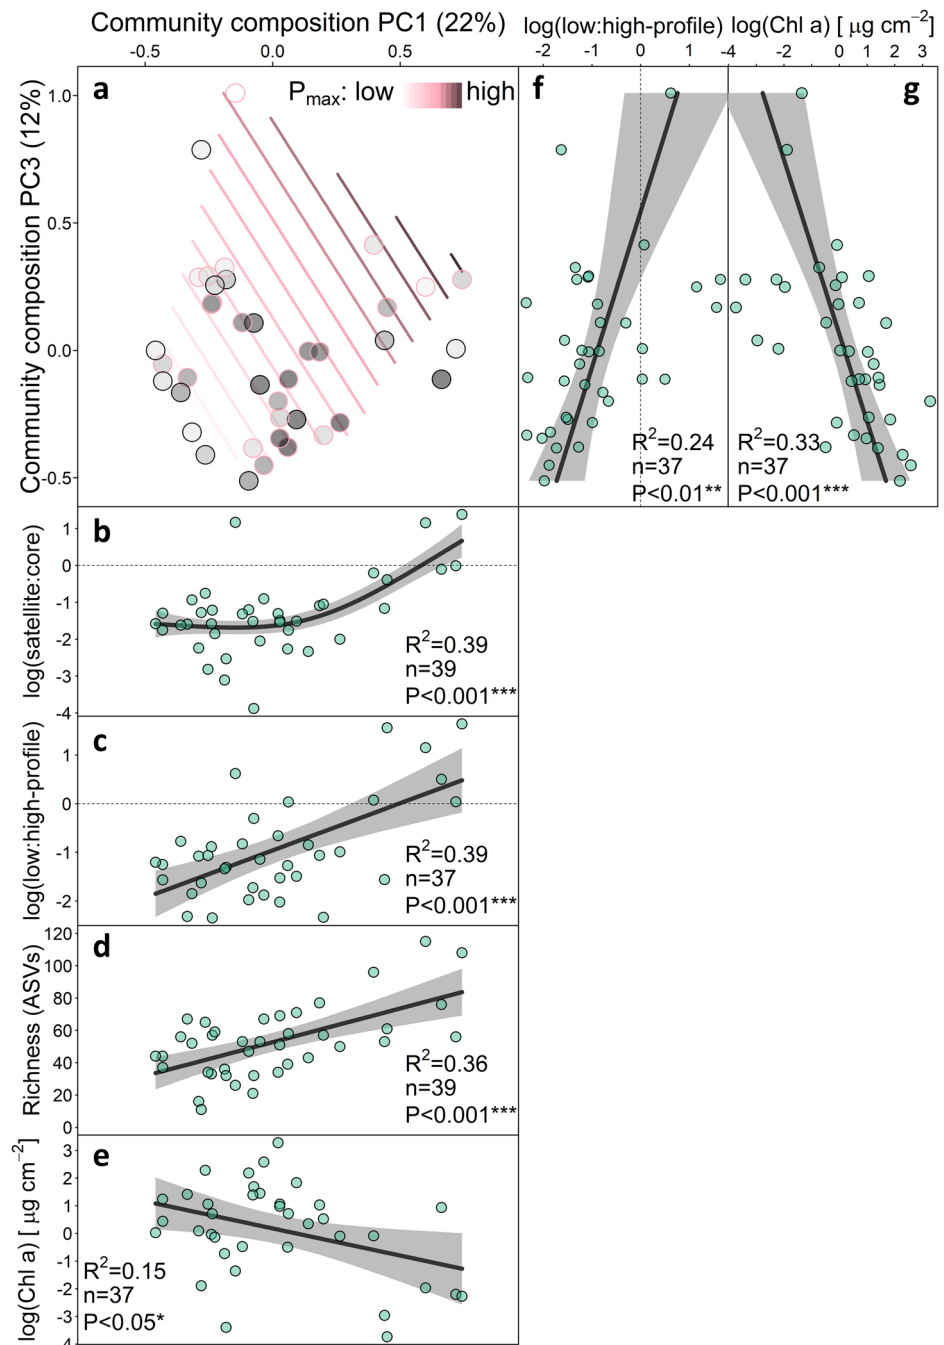 Community composition PC1 (22%)
-0.5 0.0 0.5
log(low:high-profile)
-2 -1 0 1
log(Chl a) [ µg cm−2]
-4 -2 0 1 2 3
Community composition PC3 (12%)
1.0
0.5
0.0
-0.5
a
Pmax: low high
f
R2=0.24
n=37
P<0.01**
g
R2=0.33
n=37
P<0.001***
log(satellite:core)
1
0
-1
-2
-3
-4
b
R2=0.39
n=39
P<0.001***
log(low:high-profile)
1
0
-1
-2
c
R2=0.39
n=37
P<0.001***
Richness (ASVs)
120
100
80
60
40
20
0
d
R2=0.36
n=39
P<0.001***
log(Chl a) [ µg cm−2]
3
2
1
0
-1
-2
-3
-4
e
R2=0.15
n=37
P<0.05*